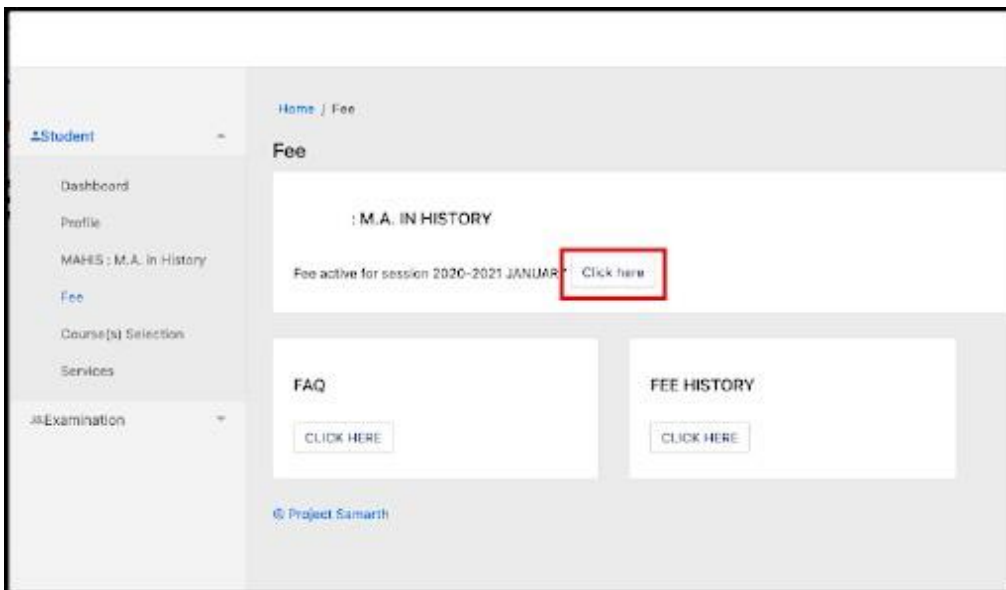 Home / Fee
Student
Fee
Dashboard
Profile
: M.A. IN HISTORY
MAHIS : M.A. in History
Fee active for session 2020-2021 JANUAR Click here
Fee
Course(s) Selection
Services
FAQ
FEE HISTORY
Examination
CLICK HERE
CLICK HERE
© Project Samarth